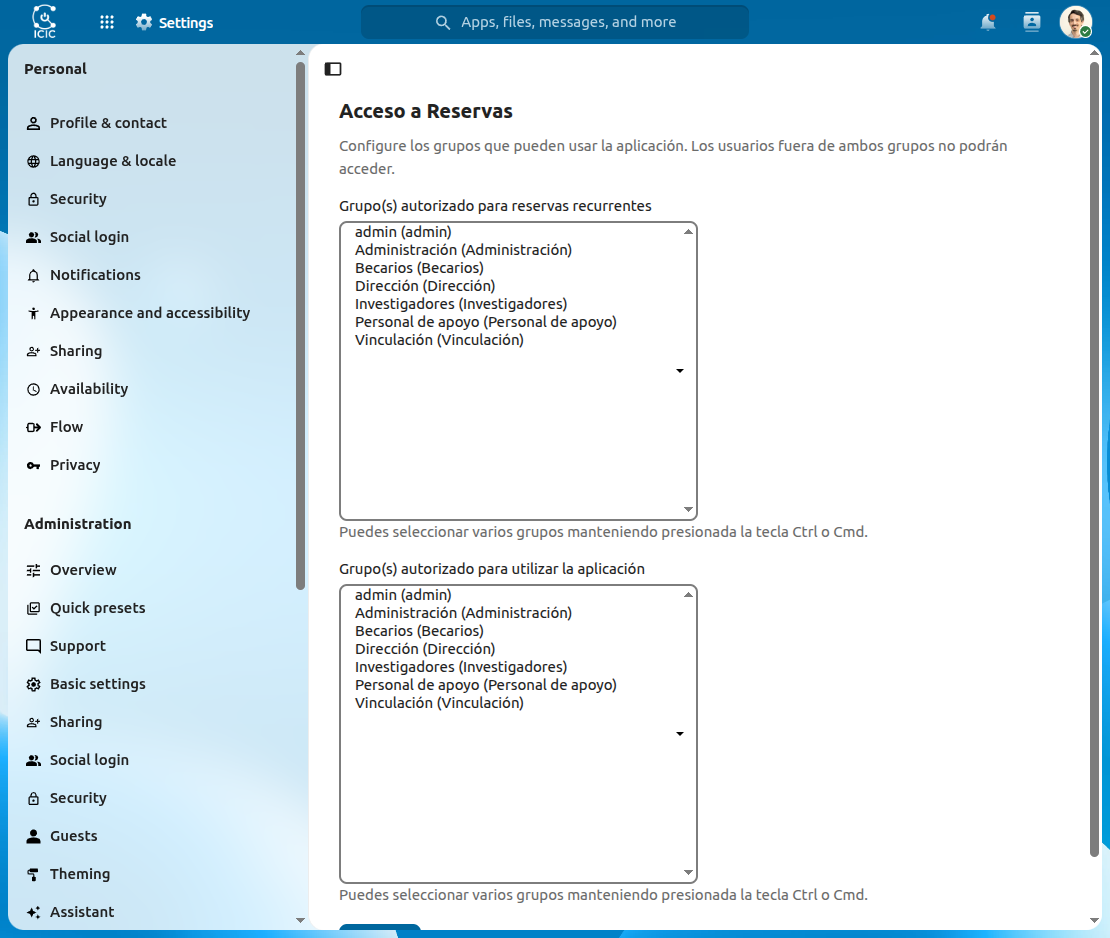 ICIC
Settings
Apps, files, messages, and more
Personal
Profile & contact
Language & locale
Security
Social login
Notifications
Appearance and accessibility
Sharing
Availability
Flow
Privacy
Administration
Overview
Quick presets
Support
Basic settings
Sharing
Social login
Security
Guests
Theming
Assistant
Acceso a Reservas
Configure los grupos que pueden usar la aplicación. Los usuarios fuera de ambos grupos no podrán
acceder.
Grupo(s) autorizado para reservas recurrentes
admin (admin)
Administración (Administración)
Becarios (Becarios)
Dirección (Dirección)
Investigadores (Investigadores)
Personal de apoyo (Personal de apoyo)
Vinculación (Vinculación)
Puedes seleccionar varios grupos manteniendo presionada la tecla Ctrl o Cmd.
Grupo(s) autorizado para utilizar la aplicación
admin (admin)
Administración (Administración)
Becarios (Becarios)
Dirección (Dirección)
Investigadores (Investigadores)
Personal de apoyo (Personal de apoyo)
Vinculación (Vinculación)
Puedes seleccionar varios grupos manteniendo presionada la tecla Ctrl o Cmd.